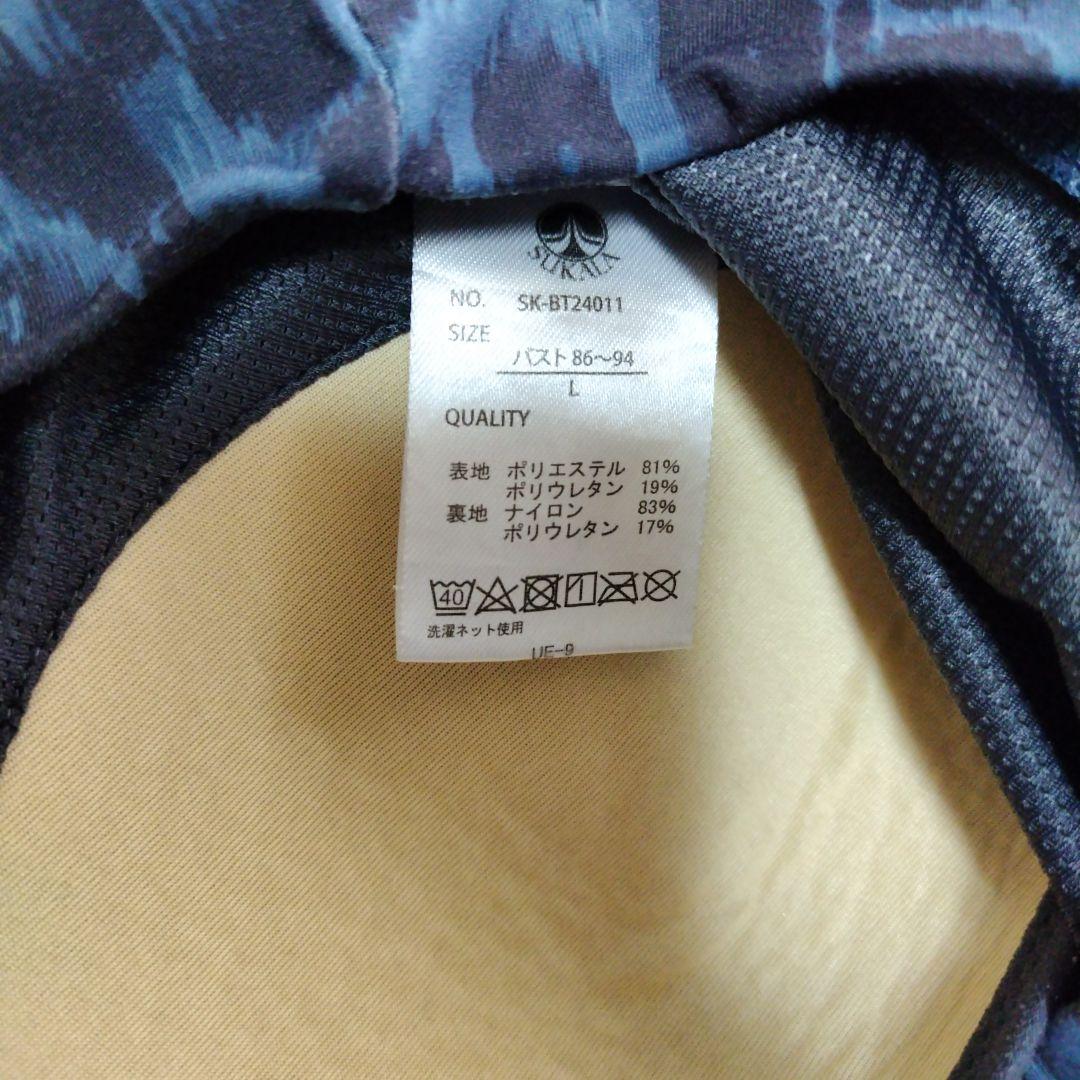 SUKALA
NO. SK-BT24011
SIZE
バスト86～94
L
QUALITY
表地 ポリエステル 81%
ポリウレタン 19%
裏地 ナイロン 83%
ポリウレタン 17%
40
洗濯ネット使用
UE-9